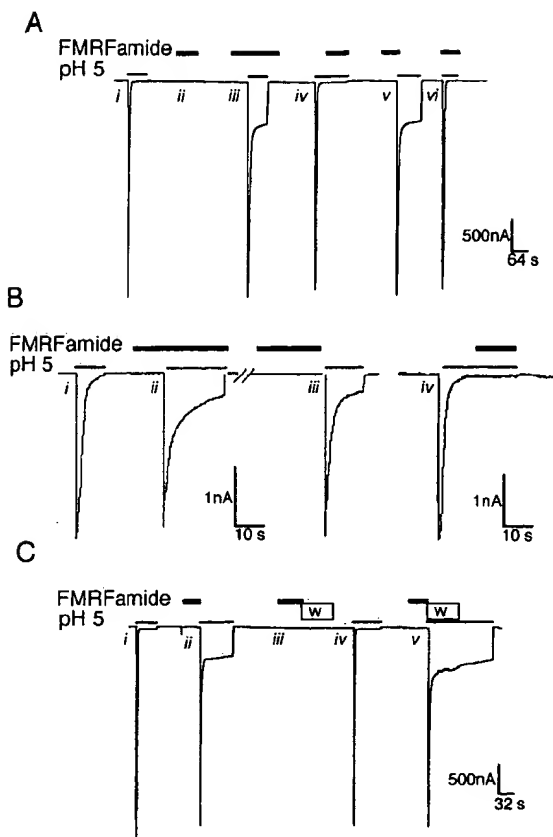 A
FMRFamide
pH 5
i ii iii iv v vi
500nA
64 s
B
FMRFamide
pH 5
i ii iii iv
1nA
10 s
1nA
10 s
C
FMRFamide
W W
pH 5
i ii iii iv v
500nA
32 s